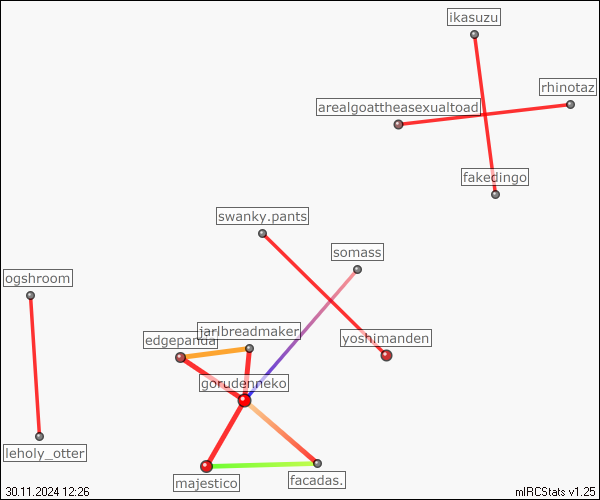 ikasuzu
rhinotaz
arealgoattheasexualtoad
fakedingo
swanky.pants
somass
ogshroom
jarlbreadmaker
edgepanda
yoshimanden
gorudenneko
leholy_otter
majestico
facadas.
30.11.2024 12:26
mIRCStats v1.25